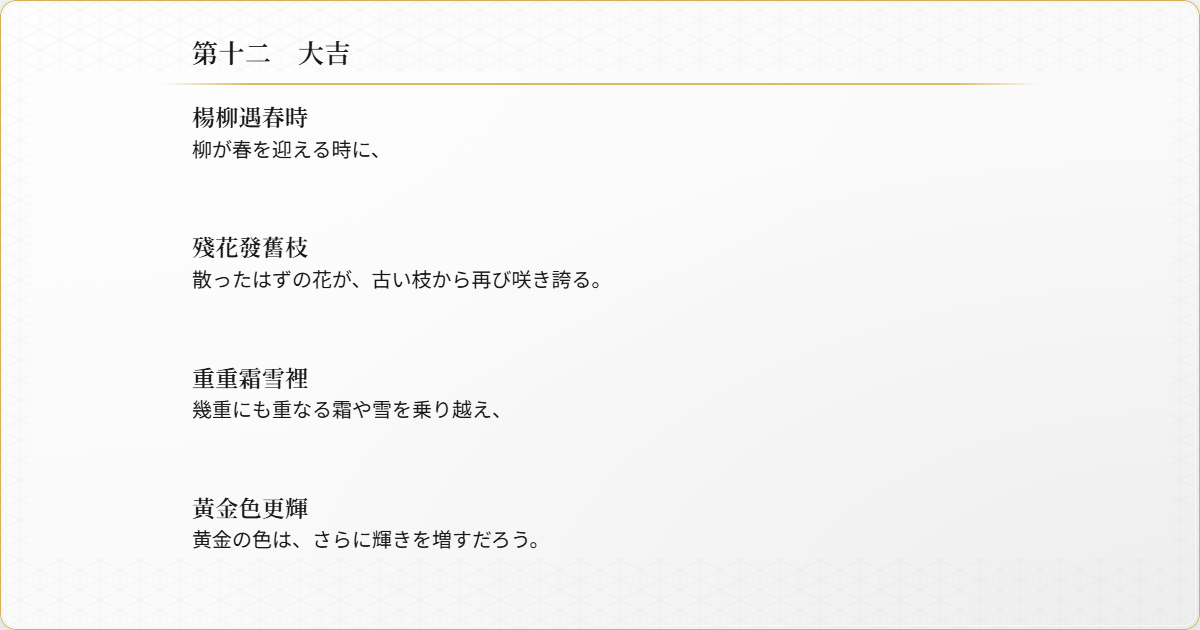 第十二　大吉
楊柳遇春時
柳が春を迎える時に、
殘花發舊枝
散ったはずの花が、古い枝から再び咲き誇る。
重重霜雪裡
幾重にも重なる霜や雪を乗り越え、
黃金色更輝
黄金の色は、さらに輝きを増すだろう。